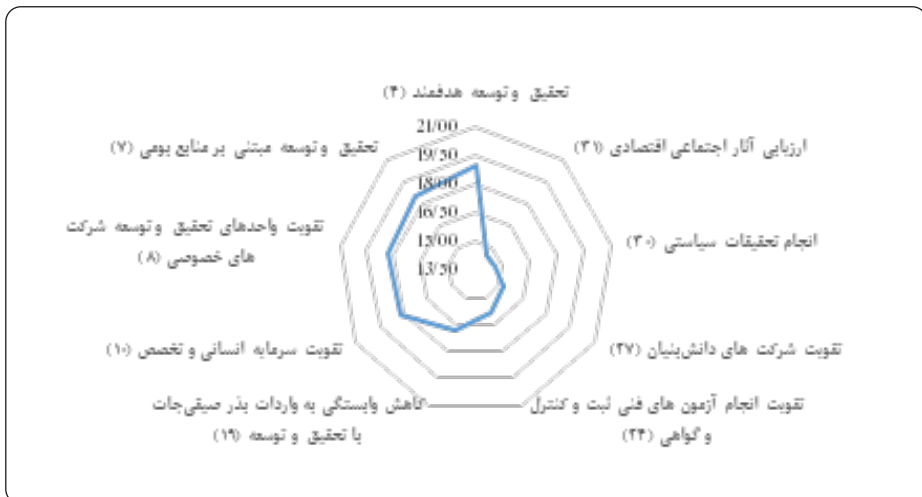 تحقیق و توسعه هدفمند (۴)
ارزیابی آثار اجتماعی اقتصادی (۳۱)
انجام تحقیقات سیاستی (۳۰)
تقویت شرکت های دانش‌بنیان (۲۷)
تقویت انجام آزمون های فنی ثبت و کنترل
و گواهی (۲۴)
کاهش وابستگی به واردات بذر صیفی‌جات
با تحقیق و توسعه (۱۹)
تقویت سرمایه انسانی و تخصص (۱۰)
تقویت واحدهای تحقیق و توسعه شرکت
های خصوصی (۸)
تحقیق و توسعه مبتنی بر منابع بومی (۷)
21/00
19/50
18/00
16/50
15/00
13/50